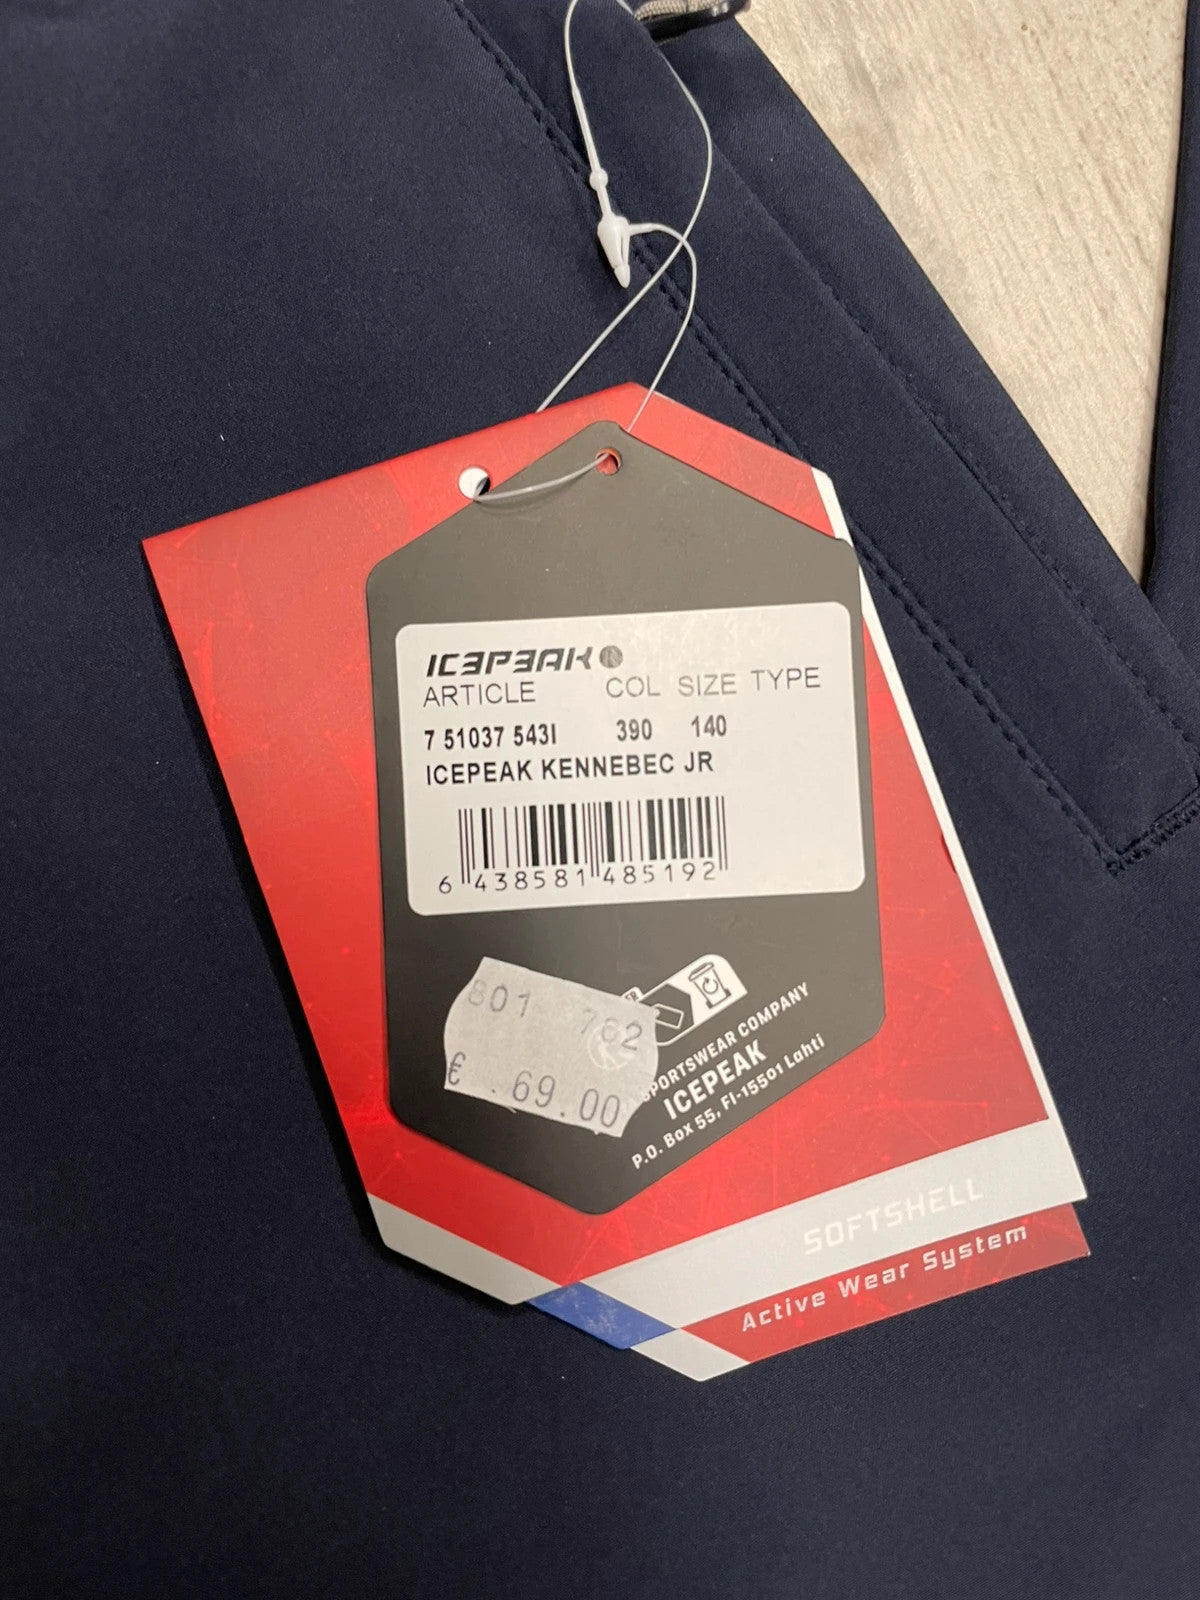 ICEPEAK
ARTICLE COL SIZE TYPE
7 51037 543I 390 140
ICEPEAK KENNEBEC JR
6 438581 485192
801 762
€ .69.00
SPORTSWEAR COMPANY
ICEPEAK
P.O. Box 55, FI-15501 Lahti
SOFTSHELL
Active Wear System